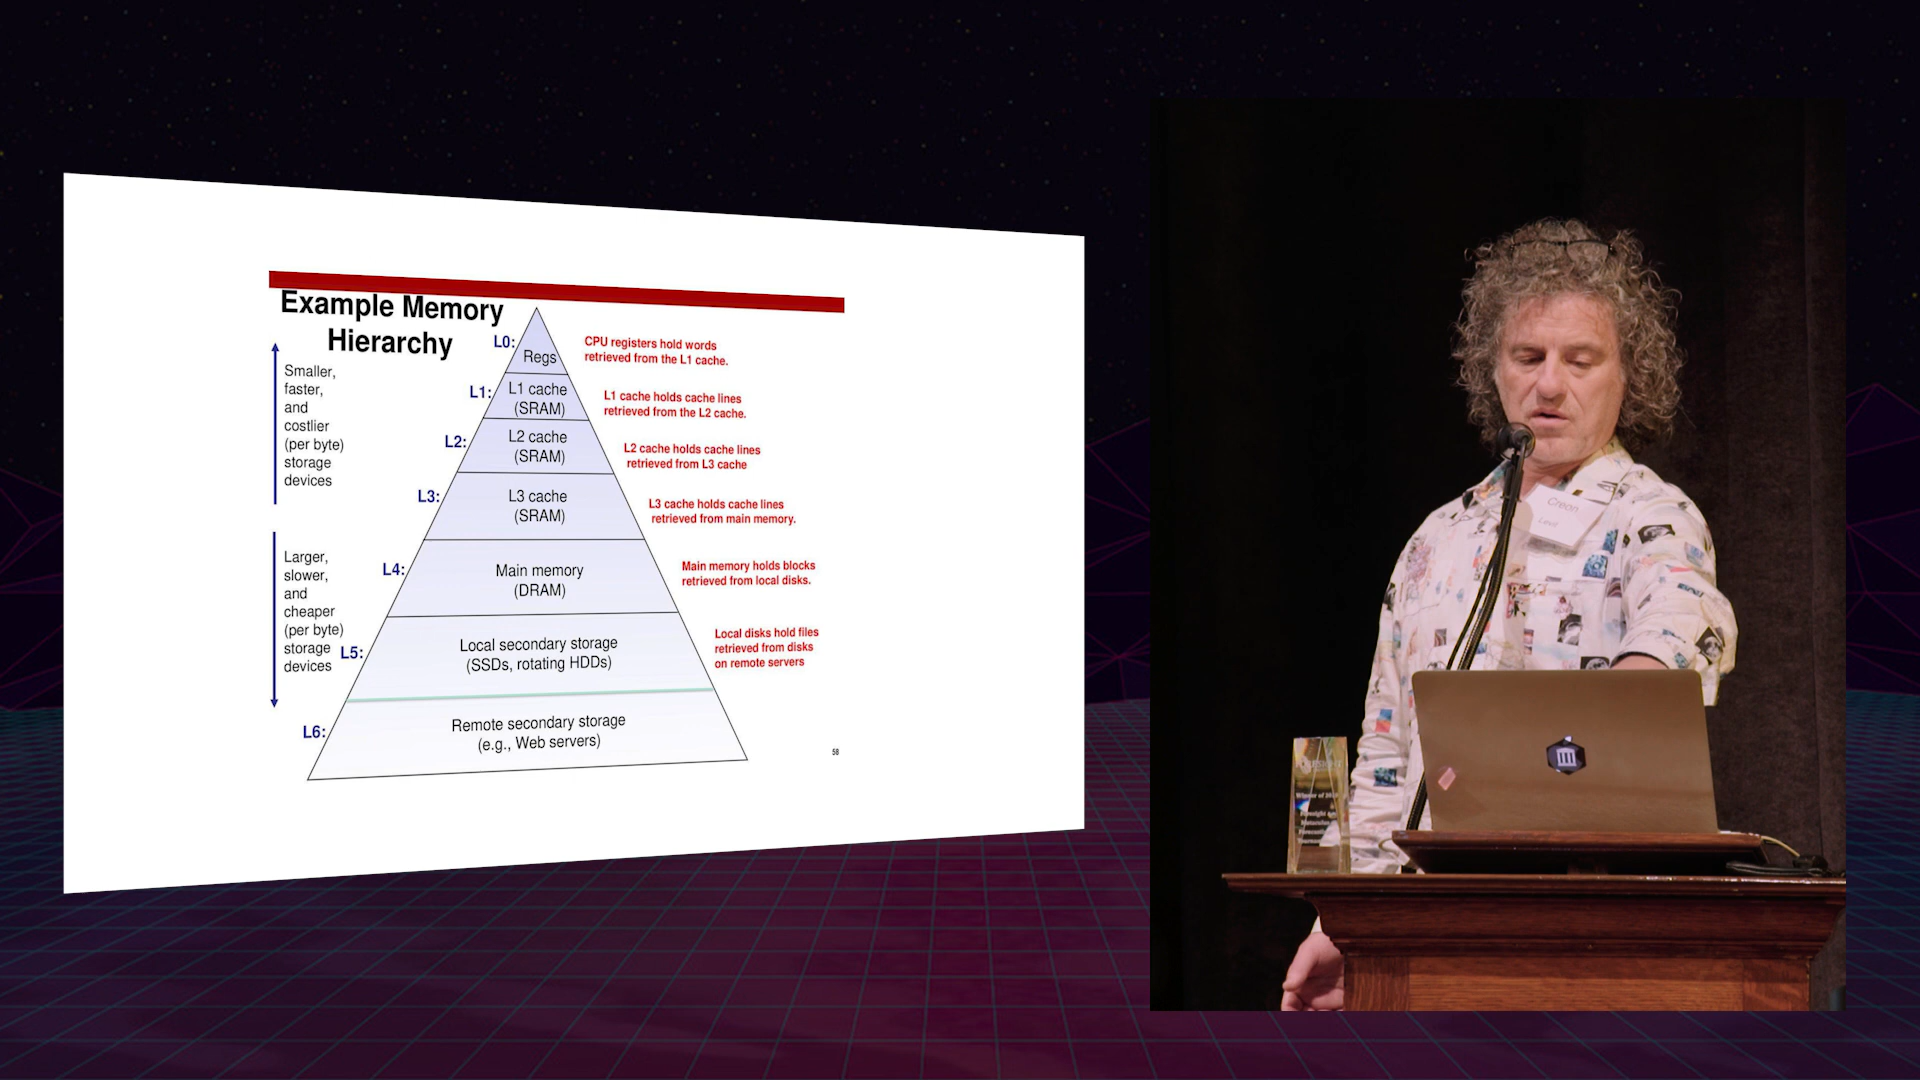 Example Memory
Hierarchy
L0:
Regs
CPU registers hold words
retrieved from the L1 cache.
Smaller,
faster,
and
costlier
(per byte)
storage
devices
L1:
L1 cache
(SRAM)
L1 cache holds cache lines
retrieved from the L2 cache.
L2:
L2 cache
(SRAM)
L2 cache holds cache lines
retrieved from L3 cache
L3:
L3 cache
(SRAM)
L3 cache holds cache lines
retrieved from main memory.
Larger,
slower,
and
cheaper
(per byte)
storage
devices
L4:
Main memory
(DRAM)
Main memory holds blocks
retrieved from local disks.
L5:
Local secondary storage
(SSDs, rotating HDDs)
Local disks hold files
retrieved from disks
on remote servers
L6:
Remote secondary storage
(e.g., Web servers)
58
Creon
Levit
Winner of